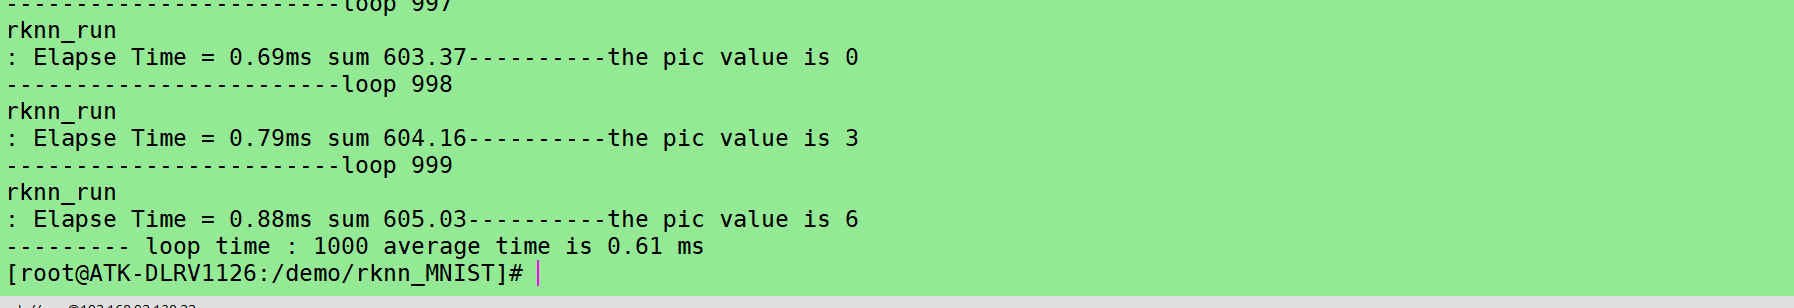 ------------------------loop 997
rknn_run
: Elapse Time = 0.69ms sum 603.37----------the pic value is 0
------------------------loop 998
rknn_run
: Elapse Time = 0.79ms sum 604.16----------the pic value is 3
------------------------loop 999
rknn_run
: Elapse Time = 0.88ms sum 605.03----------the pic value is 6
--------- loop time : 1000 average time is 0.61 ms
[root@ATK-DLRV1126:/demo/rknn_MNIST]#